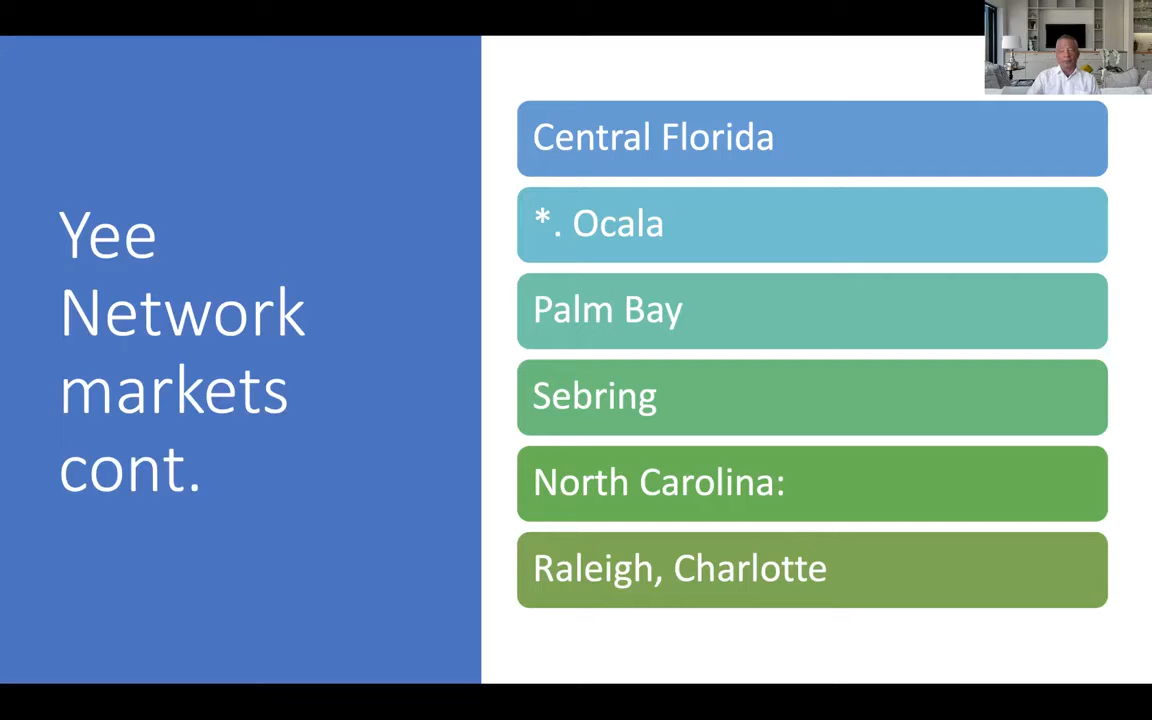 Yee
Network
markets
cont.
Central Florida
*. Ocala
Palm Bay
Sebring
North Carolina:
Raleigh, Charlotte